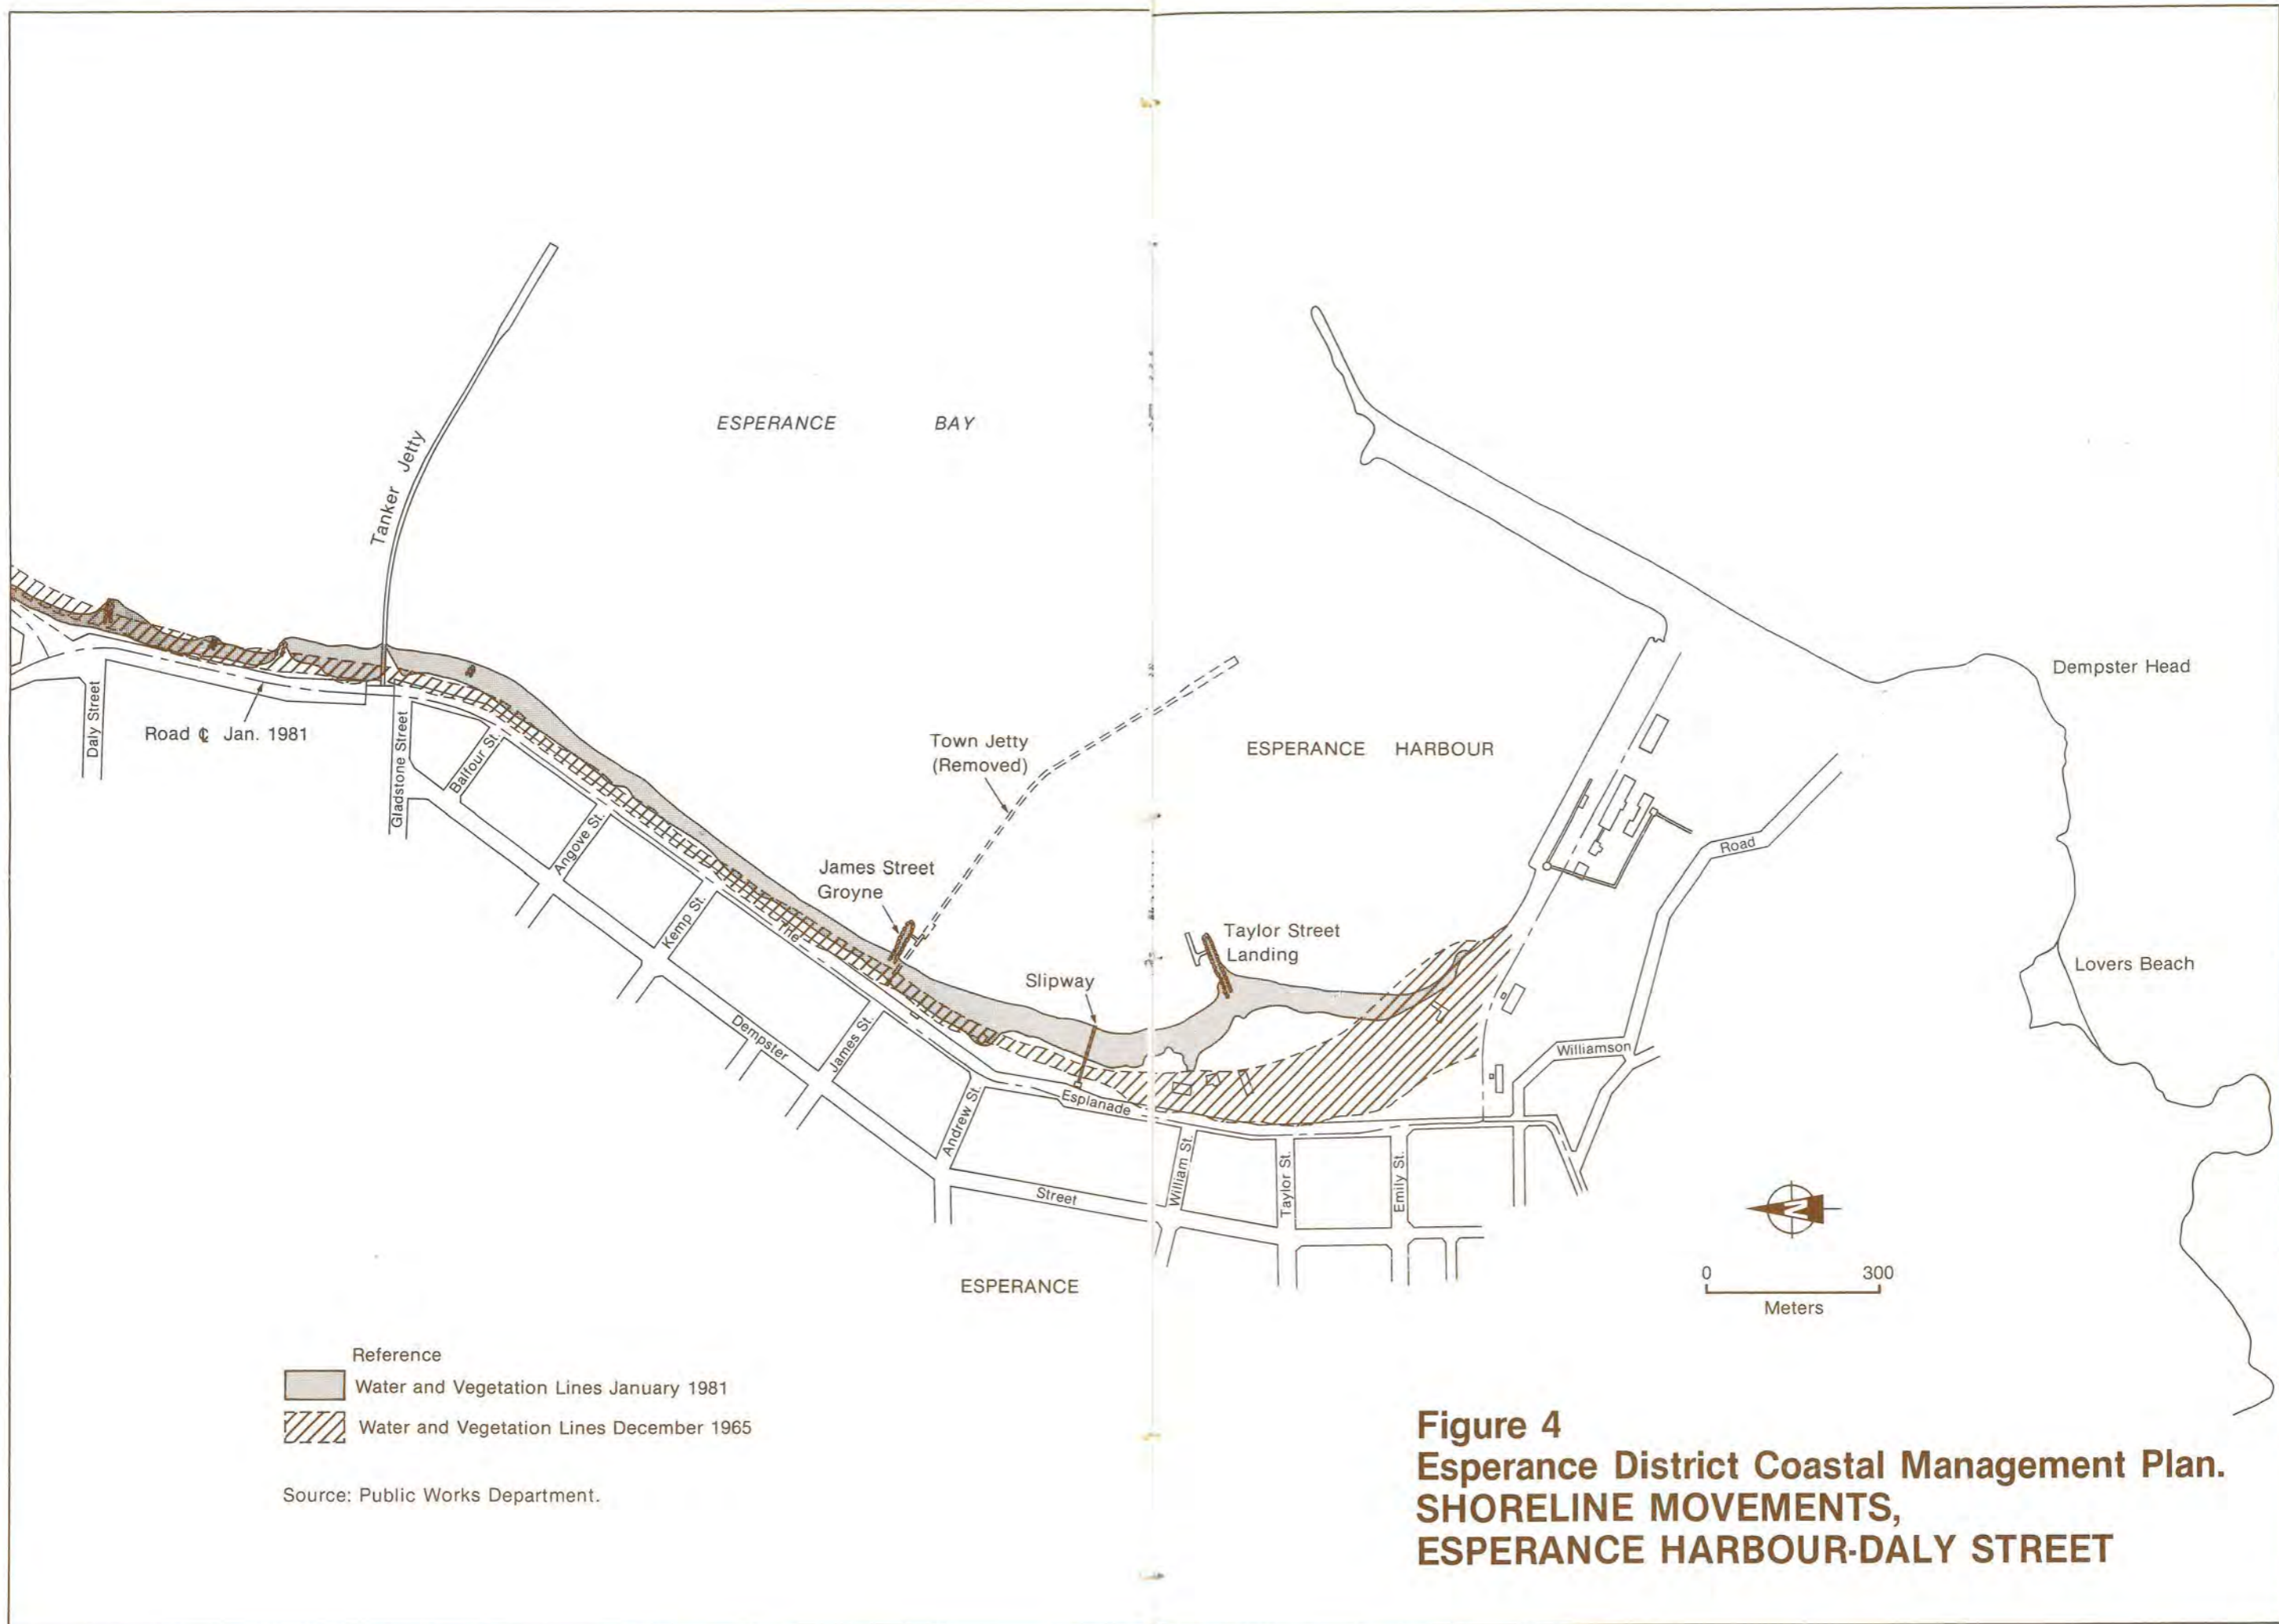 ESPERANCE BAY
Tanker Jetty
Dempster Head
Daly Street
Road ℄ Jan. 1981
Gladstone Street
Balfour St.
Town Jetty
(Removed)
ESPERANCE HARBOUR
Angove St.
Road
James Street
Groyne
Kemp St.
The
Taylor Street
Landing
Slipway
Lovers Beach
Dempster
James St.
Williamson
Andrew St.
Esplanade
William St.
Taylor St.
Emily St.
Street
N
ESPERANCE
0 300
Meters
Reference
Water and Vegetation Lines January 1981
Water and Vegetation Lines December 1965
Source: Public Works Department.
Figure 4
Esperance District Coastal Management Plan.
SHORELINE MOVEMENTS,
ESPERANCE HARBOUR-DALY STREET